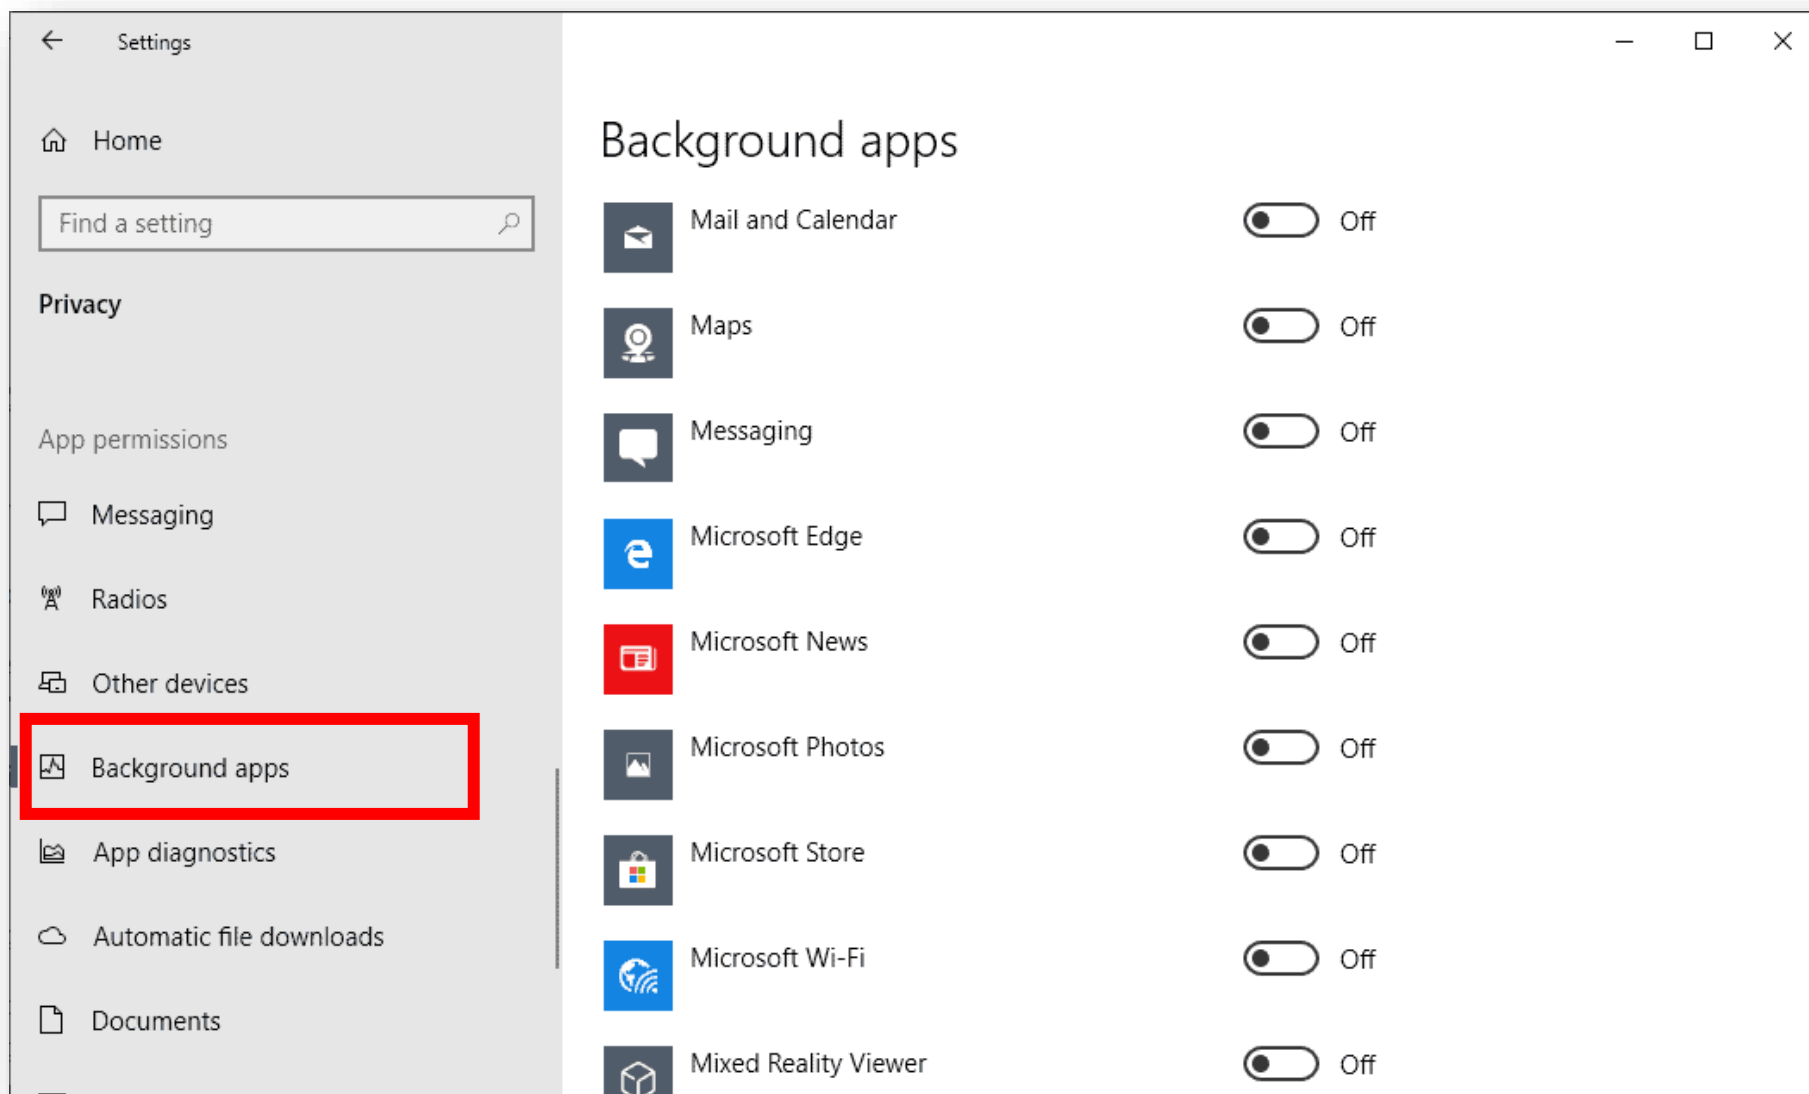 Settings
Home
Find a setting
Privacy
App permissions
Messaging
Radios
Other devices
Background apps
App diagnostics
Automatic file downloads
Documents
Background apps
Mail and Calendar Off
Maps Off
Messaging Off
Microsoft Edge Off
Microsoft News Off
Microsoft Photos Off
Microsoft Store Off
Microsoft Wi-Fi Off
Mixed Reality Viewer Off